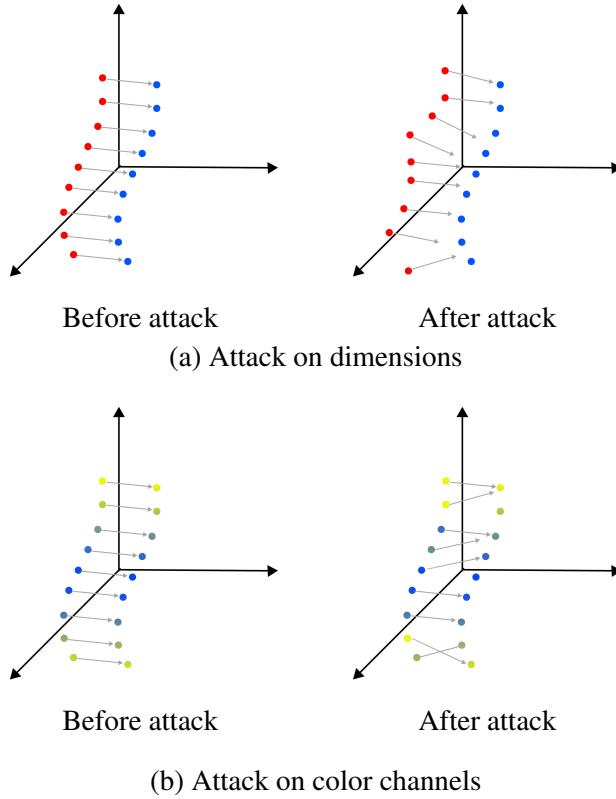 Before attack
After attack
(a) Attack on dimensions
Before attack
After attack
(b) Attack on color channels